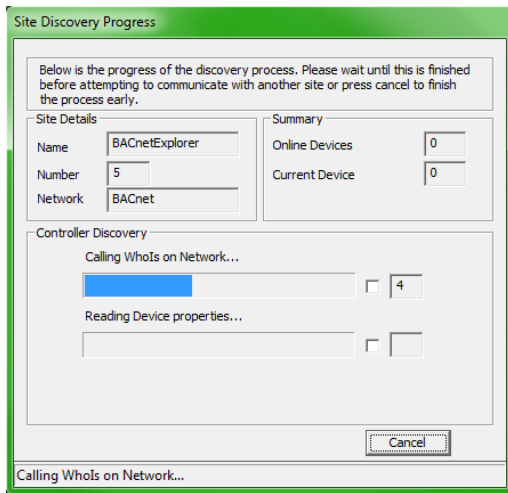 Site Discovery Progress
Below is the progress of the discovery process. Please wait until this is finished
before attempting to communicate with another site or press cancel to finish
the process early.
Site Details
Name BACnetExplorer
Number 5
Network BACnet
Summary
Online Devices 0
Current Device 0
Controller Discovery
Calling WhoIs on Network...
4
Reading Device properties...
Cancel
Calling WhoIs on Network...